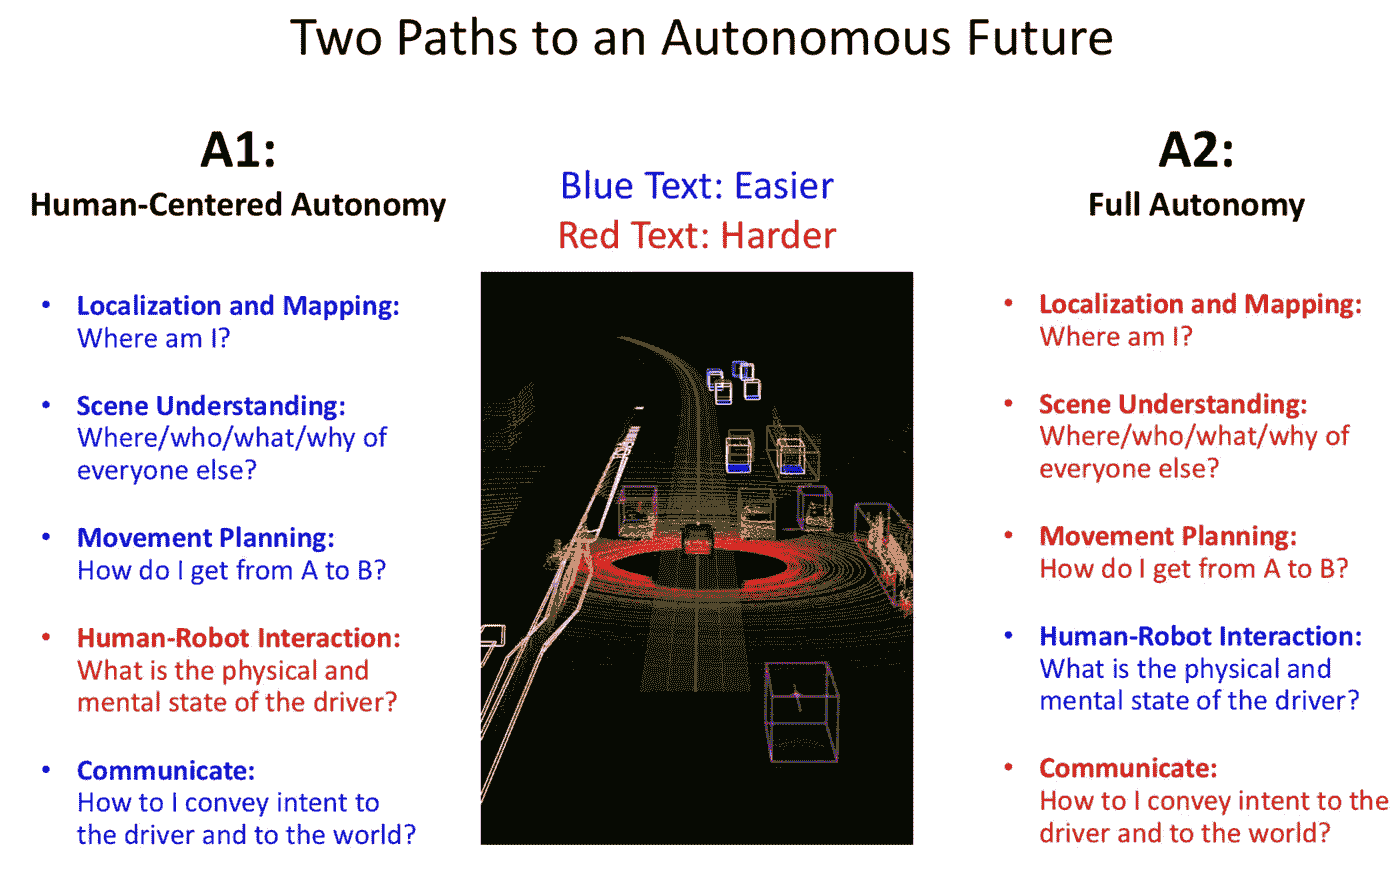 Two Paths to an Autonomous Future
A1:
Human-Centered Autonomy
• Localization and Mapping:
Where am I?
• Scene Understanding:
Where/who/what/why of
everyone else?
• Movement Planning:
How do I get from A to B?
• Human-Robot Interaction:
What is the physical and
mental state of the driver?
• Communicate:
How to I convey intent to
the driver and to the world?
Blue Text: Easier
Red Text: Harder
A2:
Full Autonomy
• Localization and Mapping:
Where am I?
• Scene Understanding:
Where/who/what/why of
everyone else?
• Movement Planning:
How do I get from A to B?
• Human-Robot Interaction:
What is the physical and
mental state of the driver?
• Communicate:
How to I convey intent to the
driver and to the world?